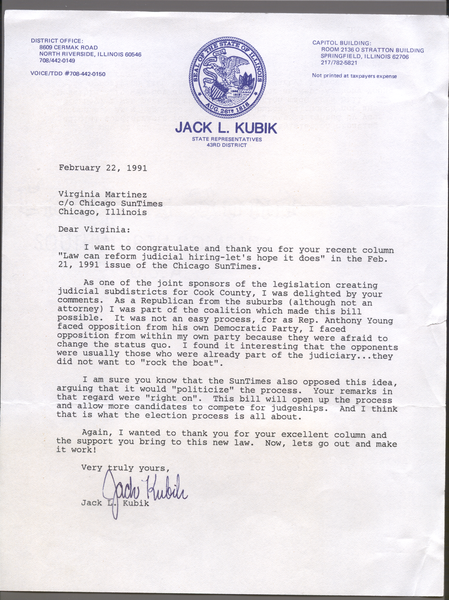 DISTRICT OFFICE:
8609 CERMAK ROAD
NORTH RIVERSIDE, ILLINOIS 60546
708/442-0149
VOICE/TDD #708-442-0150
SEAL OF THE STATE OF ILLINOIS
AUG. 26TH 1818
CAPITOL BUILDING:
ROOM 2136 O STRATTON BUILDING
SPRINGFIELD, ILLINOIS 62706
217/782-5821
Not printed at taxpayers expense
JACK L. KUBIK
STATE REPRESENTATIVES
43RD DISTRICT
February 22, 1991
Virginia Martinez
c/o Chicago SunTimes
Chicago, Illinois
Dear Virginia:
I want to congratulate and thank you for your recent column
"Law can reform judicial hiring-let's hope it does" in the Feb.
21, 1991 issue of the Chicago SunTimes.
As one of the joint sponsors of the legislation creating
judicial subdistricts for Cook County, I was delighted by your
comments. As a Republican from the suburbs (although not an
attorney) I was part of the coalition which made this bill
possible. It was not an easy process, for as Rep. Anthony Young
faced opposition from his own Democratic Party, I faced
opposition from within my own party because they were afraid to
change the status quo. I found it interesting that the opponents
were usually those who were already part of the judiciary...they
did not want to "rock the boat".
I am sure you know that the SunTimes also opposed this idea,
arguing that it would "politicize" the process. Your remarks in
that regard were "right on". This bill will open up the process
and allow more candidates to compete for judgeships. And I think
that is what the election process is all about.
Again, I wanted to thank you for your excellent column and
the support you bring to this new law. Now, lets go out and make
it work!
Very truly yours,
Jack Kubik
Jack L. Kubik